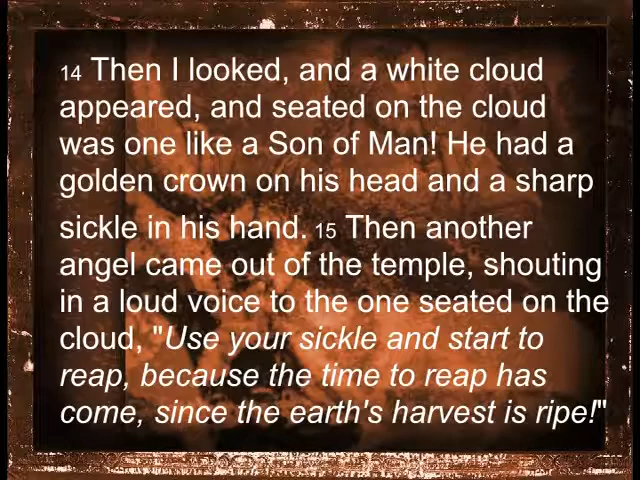 14 Then I looked, and a white cloud
appeared, and seated on the cloud
was one like a Son of Man! He had a
golden crown on his head and a sharp
sickle in his hand. 15 Then another
angel came out of the temple, shouting
in a loud voice to the one seated on the
cloud, "Use your sickle and start to
reap, because the time to reap has
come, since the earth's harvest is ripe!"